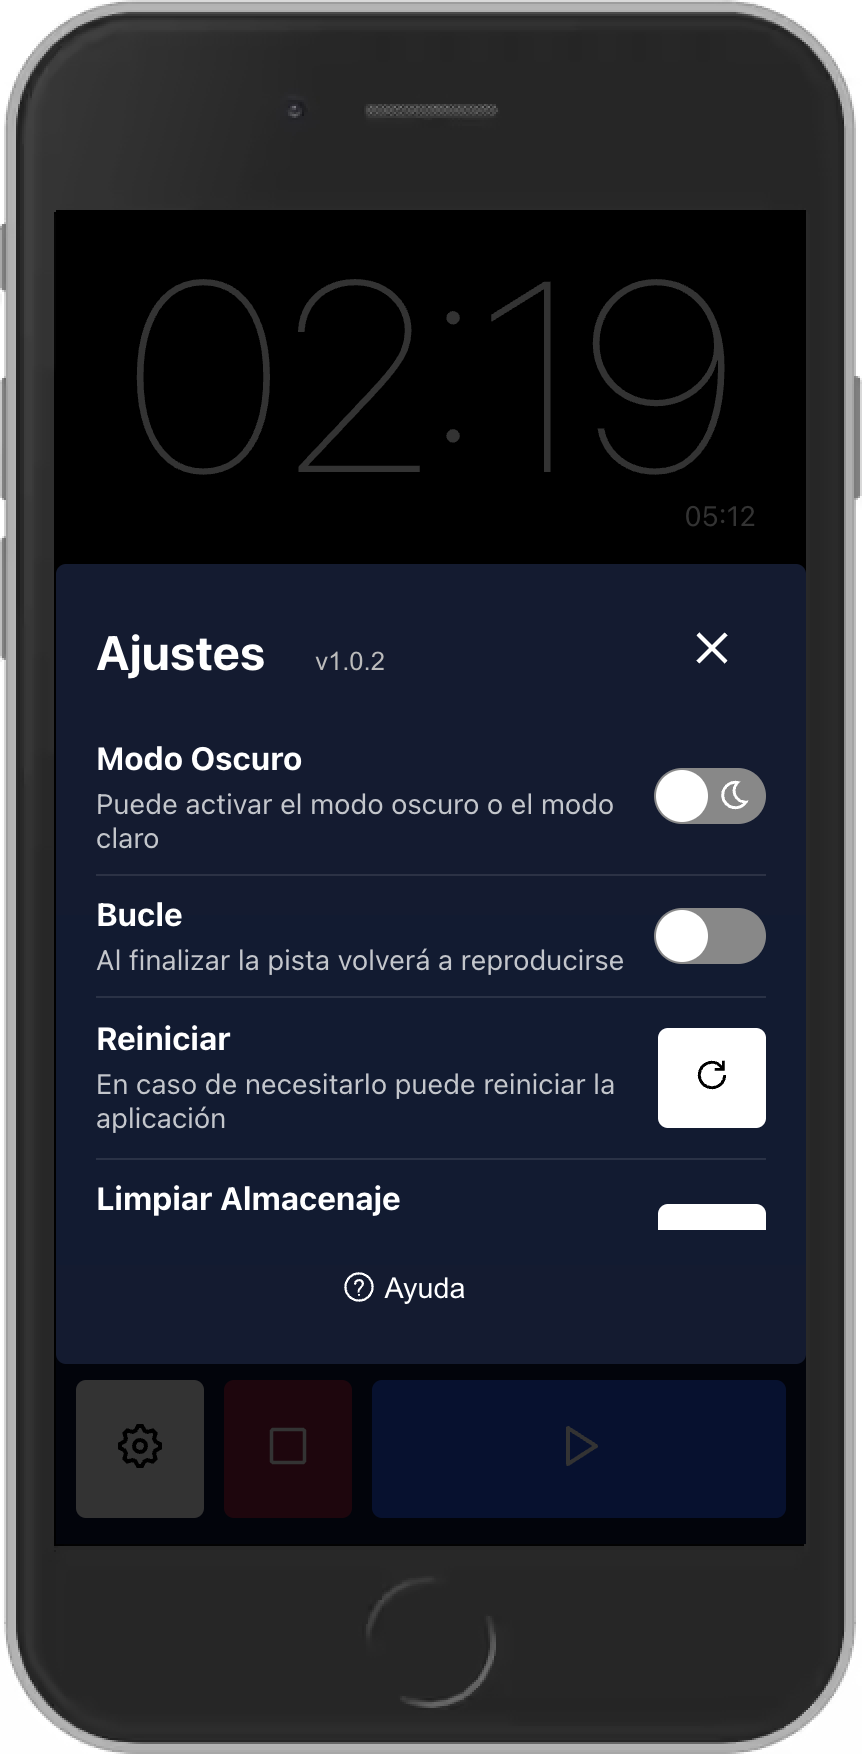 02:19
05:12
Ajustes v1.0.2
Modo Oscuro
Puede activar el modo oscuro o el modo
claro
Bucle
Al finalizar la pista volverá a reproducirse
Reiniciar
En caso de necesitarlo puede reiniciar la
aplicación
Limpiar Almacenaje
Ayuda